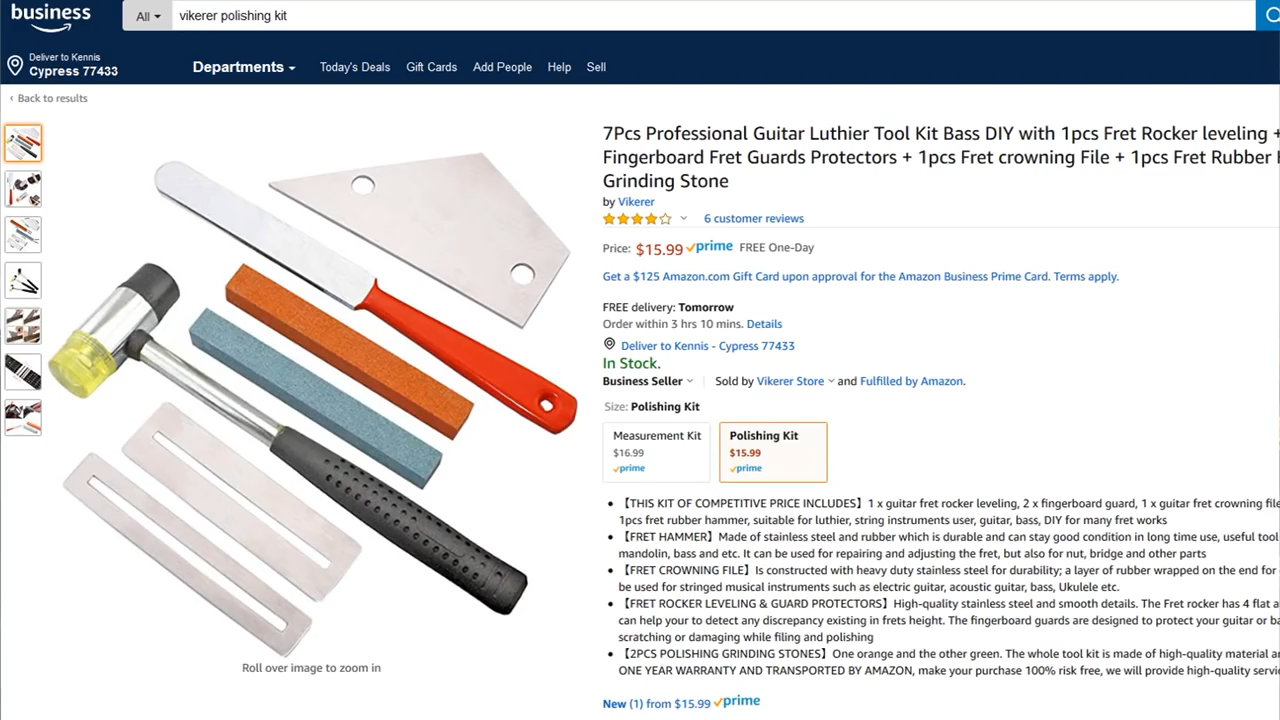 business
All
vikerer polishing kit
Deliver to Kennis
Cypress 77433
Departments
Today's Deals
Gift Cards
Add People
Help
Sell
‹ Back to results
7Pcs Professional Guitar Luthier Tool Kit Bass DIY with 1pcs Fret Rocker leveling +
Fingerboard Fret Guards Protectors + 1pcs Fret crowning File + 1pcs Fret Rubber
Grinding Stone
by Vikerer
6 customer reviews
Price: $15.99 prime FREE One-Day
Get a $125 Amazon.com Gift Card upon approval for the Amazon Business Prime Card. Terms apply.
FREE delivery: Tomorrow
Order within 3 hrs 10 mins. Details
Deliver to Kennis - Cypress 77433
In Stock.
Business Seller | Sold by Vikerer Store and Fulfilled by Amazon.
Size: Polishing Kit
Measurement Kit
$16.99
prime
Polishing Kit
$15.99
prime
• 【THIS KIT OF COMPETITIVE PRICE INCLUDES】1 x guitar fret rocker leveling, 2 x fingerboard guard, 1 x guitar fret crowning file
1pcs fret rubber hammer, suitable for luthier, string instruments user, guitar, bass, DIY for many fret works
• 【FRET HAMMER】Made of stainless steel and rubber which is durable and can stay good condition in long time use, useful tool
mandolin, bass and etc. It can be used for repairing and adjusting the fret, but also for nut, bridge and other parts
• 【FRET CROWNING FILE】Is constructed with heavy duty stainless steel for durability; a layer of rubber wrapped on the end for
be used for stringed musical instruments such as electric guitar, acoustic guitar, bass, Ukulele etc.
• 【FRET ROCKER LEVELING & GUARD PROTECTORS】High-quality stainless steel and smooth details. The Fret rocker has 4 flat a
can help your to detect any discrepancy existing in frets height. The fingerboard guards are designed to protect your guitar or ba
scratching or damaging while filing and polishing
• 【2PCS POLISHING GRINDING STONES】One orange and the other green. The whole tool kit is made of high-quality material
ONE YEAR WARRANTY AND TRANSPORTED BY AMAZON, make your purchase 100% risk free, we will provide high-quality
Roll over image to zoom in
New (1) from $15.99 prime